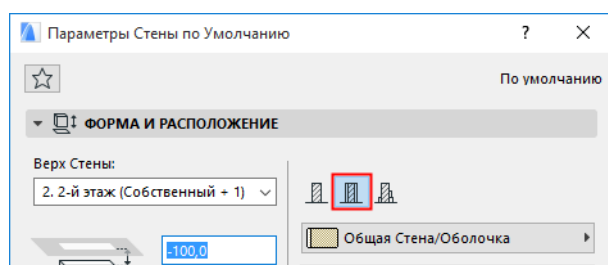 Параметры Стены по Умолчанию
?
По умолчанию
ФОРМА И РАСПОЛОЖЕНИЕ
Верх Стены:
2. 2-й этаж (Собственный + 1)
Общая Стена/Оболочка
-100,0